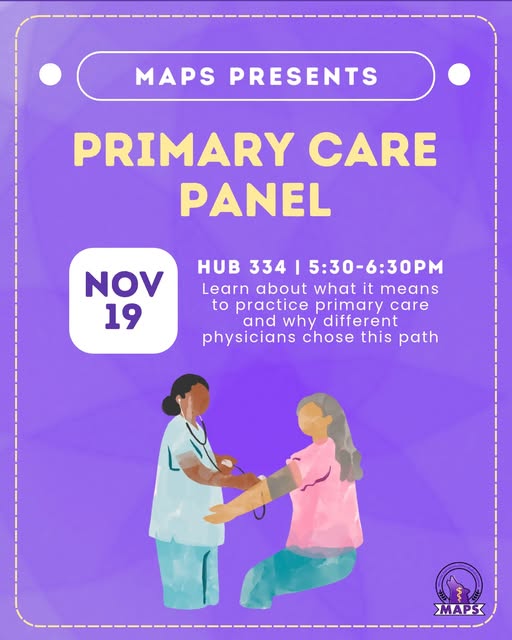 MAPS PRESENTS
PRIMARY CARE
PANEL
NOV
19
HUB 334 | 5:30-6:30PM
Learn about what it means
to practice primary care
and why different
physicians chose this path
MAPS